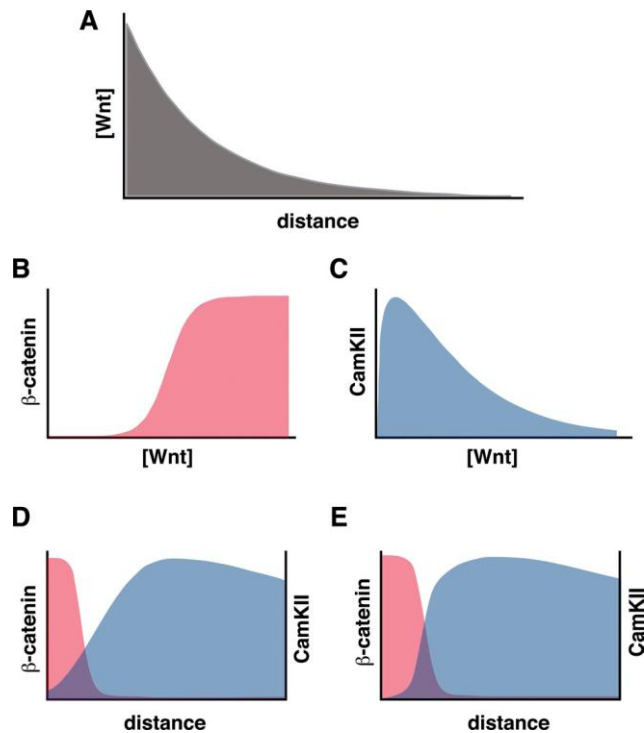 A
[Wnt]
distance
B
β-catenin
[Wnt]
C
CamKII
[Wnt]
D
β-catenin
CamKII
distance
E
β-catenin
CamKII
distance